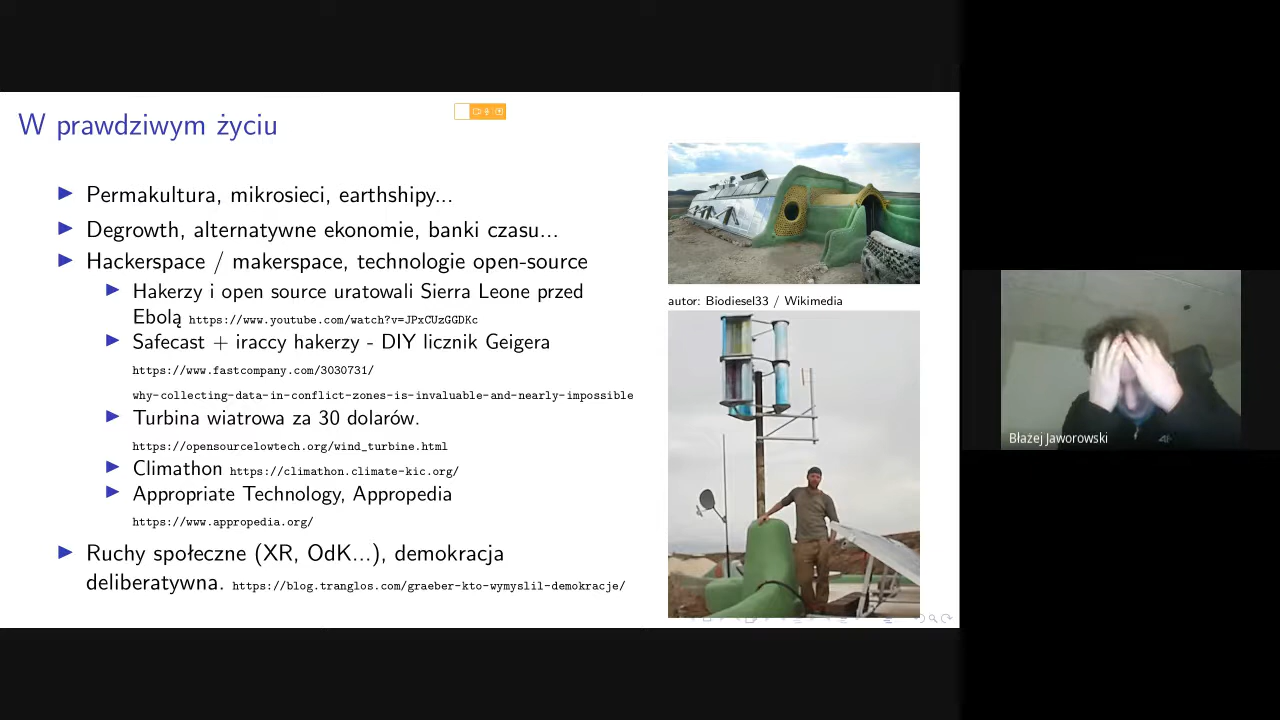 W prawdziwym życiu
Permakultura, mikrosieci, earthshipy...
Degrowth, alternatywne ekonomie, banki czasu...
Hackerspace / makerspace, technologie open-source
Hakerzy i open source uratowali Sierra Leone przed
Ebolą https://www.youtube.com/watch?v=JPxCUzGGDKc
Safecast + iraccy hakerzy - DIY licznik Geigera
https://www.fastcompany.com/3030731/
why-collecting-data-in-conflict-zones-is-invaluable-and-nearly-impossible
Turbina wiatrowa za 30 dolarów.
https://opensourcelowtech.org/wind_turbine.html
Climathon https://climathon.climate-kic.org/
Appropriate Technology, Appropedia
https://www.appropedia.org/
Ruchy społeczne (XR, OdK...), demokracja
deliberatywna. https://blog.tranglos.com/graeber-kto-wymyslil-demokracje/
autor: Biodiesel33 / Wikimedia
Błażej Jaworowski